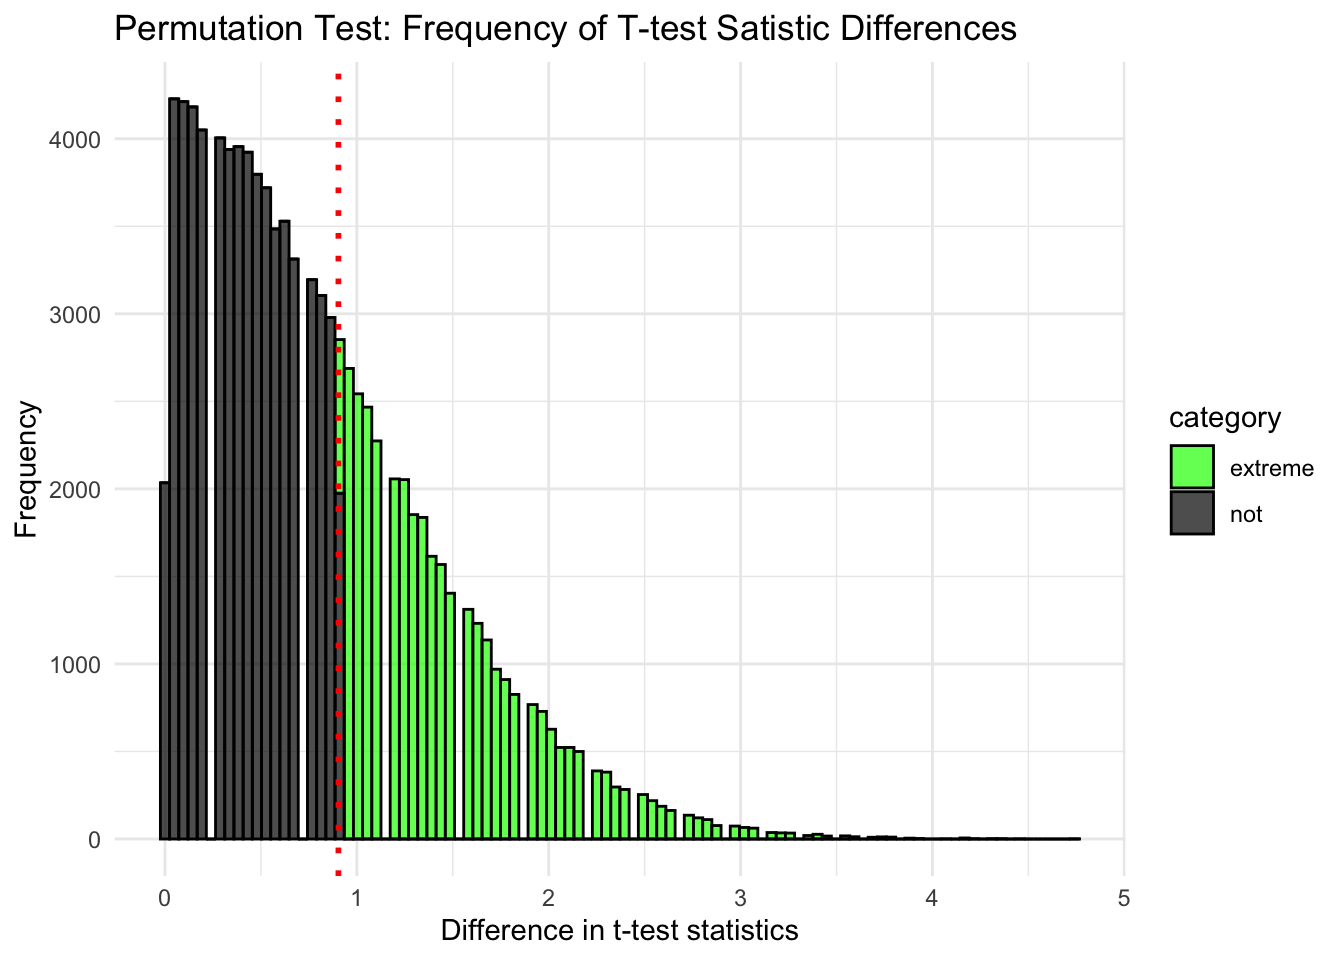 Permutation Test: Frequency of T-test Satistic Differences
Frequency
4000
3000
2000
1000
0
0 1 2 3 4 5
Difference in t-test statistics
category
extreme
not